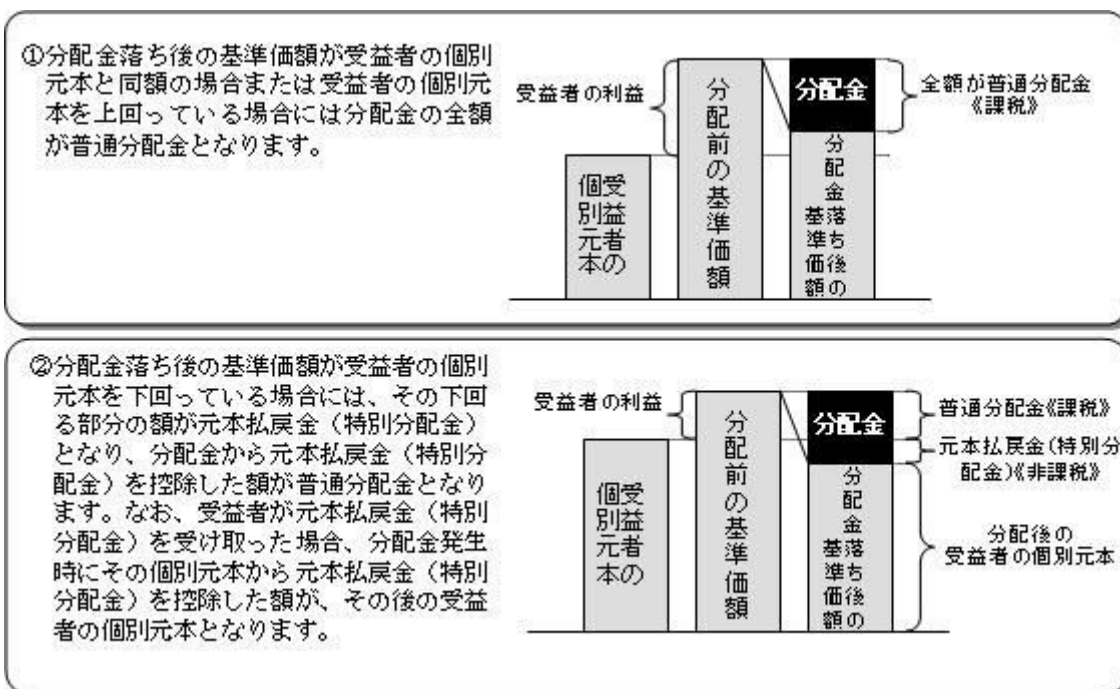 ①分配金落ち後の基準価額が受益者の個別
元本と同額の場合または受益者の個別元
本を上回っている場合には分配金の全額
が普通分配金となります。
受益者の利益
受益者の
個別元本
分配前の基準価額
分配金
分配金落ち後の
基準価額
全額が普通分配金
《課税》
②分配金落ち後の基準価額が受益者の個別
元本を下回っている場合には、その下回
る部分の額が元本払戻金（特別分配金）
となり、分配金から元本払戻金（特別分
配金）を控除した額が普通分配金となり
ます。なお、受益者が元本払戻金（特別
分配金）を受け取った場合、分配金発生
時にその個別元本から元本払戻金（特別
分配金）を控除した額が、その後の受益
者の個別元本となります。
受益者の利益
受益者の
個別元本
分配前の基準価額
分配金
分配金落ち後の
基準価額
普通分配金《課税》
元本払戻金(特別分
配金)《非課税》
分配後の
受益者の個別元本